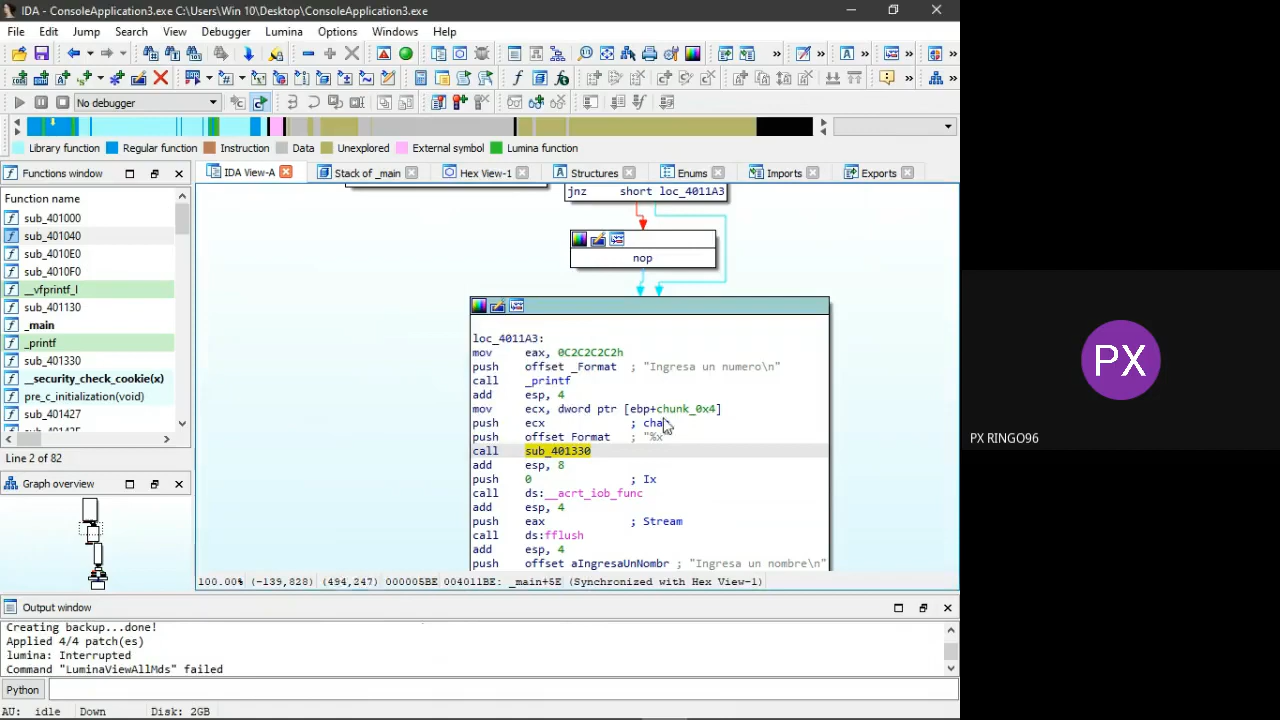 IDA - ConsoleApplication3.exe C:\Users\Win 10\Desktop\ConsoleApplication3.exe
File Edit Jump Search View Debugger Lumina Options Windows Help
No debugger
Library function Regular function Instruction Data Unexplored External symbol Lumina function
Functions window
IDA View-A Stack of _main Hex View-1 Structures Enums Imports Exports
Function name
sub_401000
sub_401040
sub_4010E0
sub_4010F0
__vfprintf_l
sub_401130
_main
_printf
sub_401330
__security_check_cookie(x)
pre_c_initialization(void)
sub_401427
Line 2 of 82
Graph overview
jnz short loc_4011A3
nop
loc_4011A3:
mov eax, 0C2C2C2C2h
push offset _Format ; "Ingresa un numero\n"
call _printf
add esp, 4
mov ecx, dword ptr [ebp+chunk_0x4]
push ecx ; cha
push offset Format ; "%x
call sub_401330
add esp, 8
push 0 ; Ix
call ds:__acrt_iob_func
add esp, 4
push eax ; Stream
call ds:fflush
add esp, 4
push offset aIngresaUnNombr ; "Ingresa un nombre\n"
100.00% (-139,828) (494,247) 000005BE 004011BE: _main+5E (Synchronized with Hex View-1)
Output window
Creating backup...done!
Applied 4/4 patch(es)
lumina: Interrupted
Command "LuminaViewAllMds" failed
Python
AU: idle Down Disk: 2GB
PX
PX RINGO96